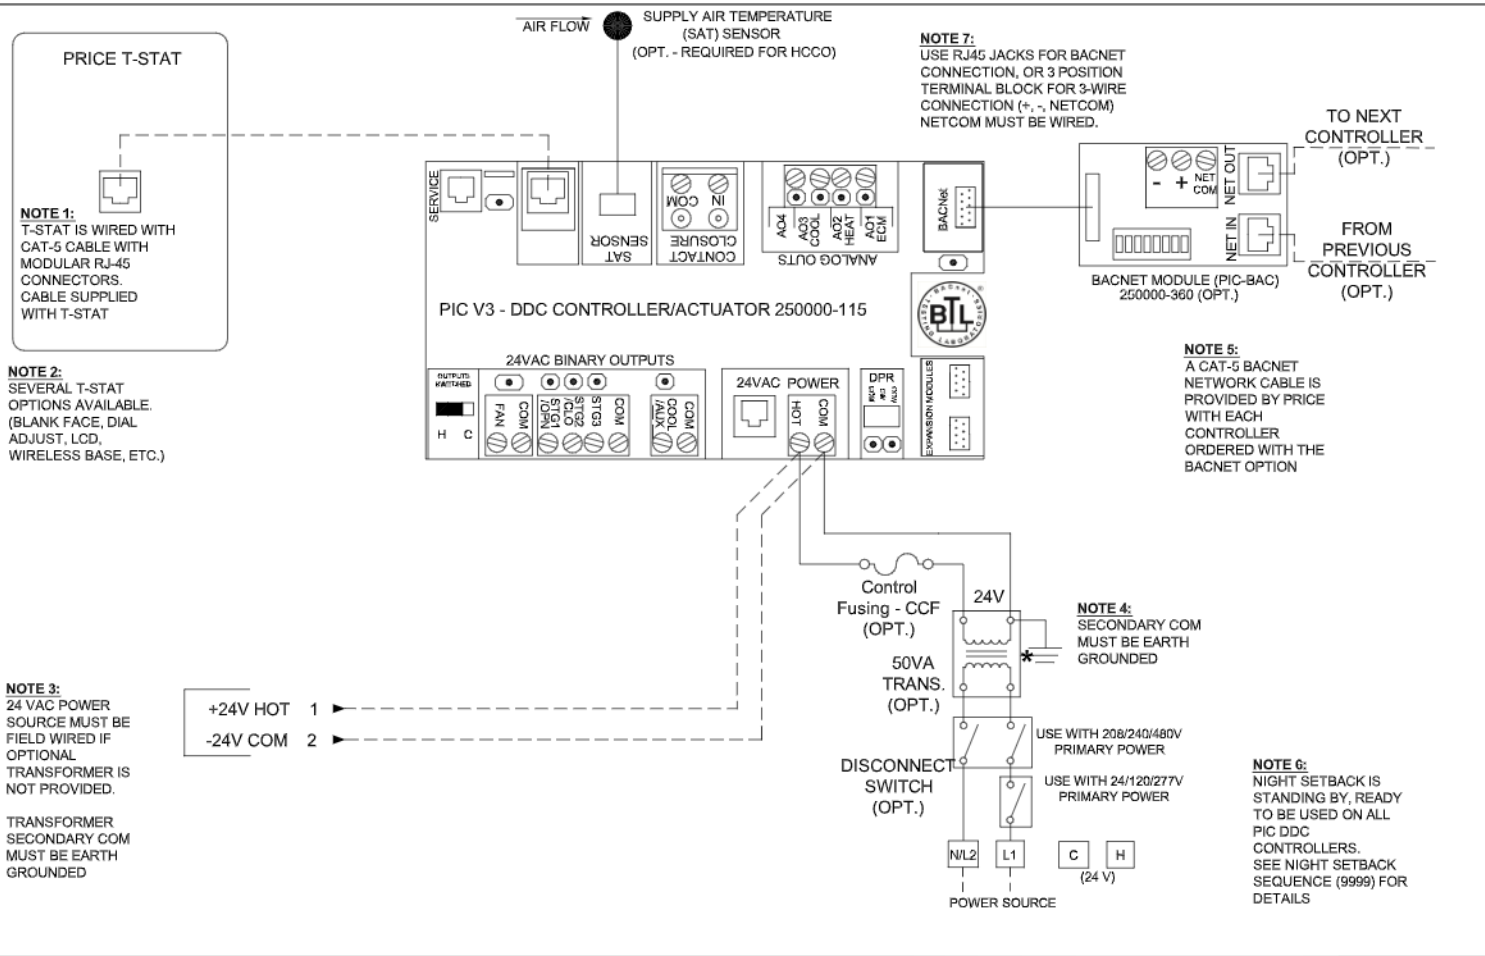 AIR FLOW
SUPPLY AIR TEMPERATURE
(SAT) SENSOR
(OPT. - REQUIRED FOR HCCO)
PRICE T-STAT
NOTE 1:
T-STAT IS WIRED WITH
CAT-5 CABLE WITH
MODULAR RJ-45
CONNECTORS.
CABLE SUPPLIED
WITH T-STAT
NOTE 2:
SEVERAL T-STAT
OPTIONS AVAILABLE.
(BLANK FACE, DIAL
ADJUST, LCD,
WIRELESS BASE, ETC.)
NOTE 7:
USE RJ45 JACKS FOR BACNET
CONNECTION, OR 3 POSITION
TERMINAL BLOCK FOR 3-WIRE
CONNECTION (+, -, NETCOM)
NETCOM MUST BE WIRED.
SERVICE
SAT
SENSOR
COM
IN
CONTACT
CLOSURE
AO4
AO3
COOL
AO2
HEAT
AO1
ECM
ANALOG OUTS
BACNet
- + NET
COM
NET OUT
NET IN
TO NEXT
CONTROLLER
(OPT.)
FROM
PREVIOUS
CONTROLLER
(OPT.)
BACNET MODULE (PIC-BAC)
250000-360 (OPT.)
PIC V3 - DDC CONTROLLER/ACTUATOR 250000-115
BACnet
TESTING LABORATORIES
BTL
®
24VAC BINARY OUTPUTS
OUTPUTS
H C
FAN
COM
STG1
/OPN
STG2
/CLO
STG3
COM
COOL
/AUX
COM
24VAC POWER
HOT
COM
DPR
EXPANSION MODULES
NOTE 5:
A CAT-5 BACNET
NETWORK CABLE IS
PROVIDED BY PRICE
WITH EACH
CONTROLLER
ORDERED WITH THE
BACNET OPTION
Control
Fusing - CCF
(OPT.)
24V
NOTE 4:
SECONDARY COM
MUST BE EARTH
GROUNDED
*
50VA
TRANS.
(OPT.)
NOTE 3:
24 VAC POWER
SOURCE MUST BE
FIELD WIRED IF
OPTIONAL
TRANSFORMER IS
NOT PROVIDED.
TRANSFORMER
SECONDARY COM
MUST BE EARTH
GROUNDED
+24V HOT 1
-24V COM 2
DISCONNECT
SWITCH
(OPT.)
USE WITH 208/240/480V
PRIMARY POWER
USE WITH 24/120/277V
PRIMARY POWER
N/L2
L1
C
H
(24 V)
POWER SOURCE
NOTE 6:
NIGHT SETBACK IS
STANDING BY, READY
TO BE USED ON ALL
PIC DDC
CONTROLLERS.
SEE NIGHT SETBACK
SEQUENCE (9999) FOR
DETAILS